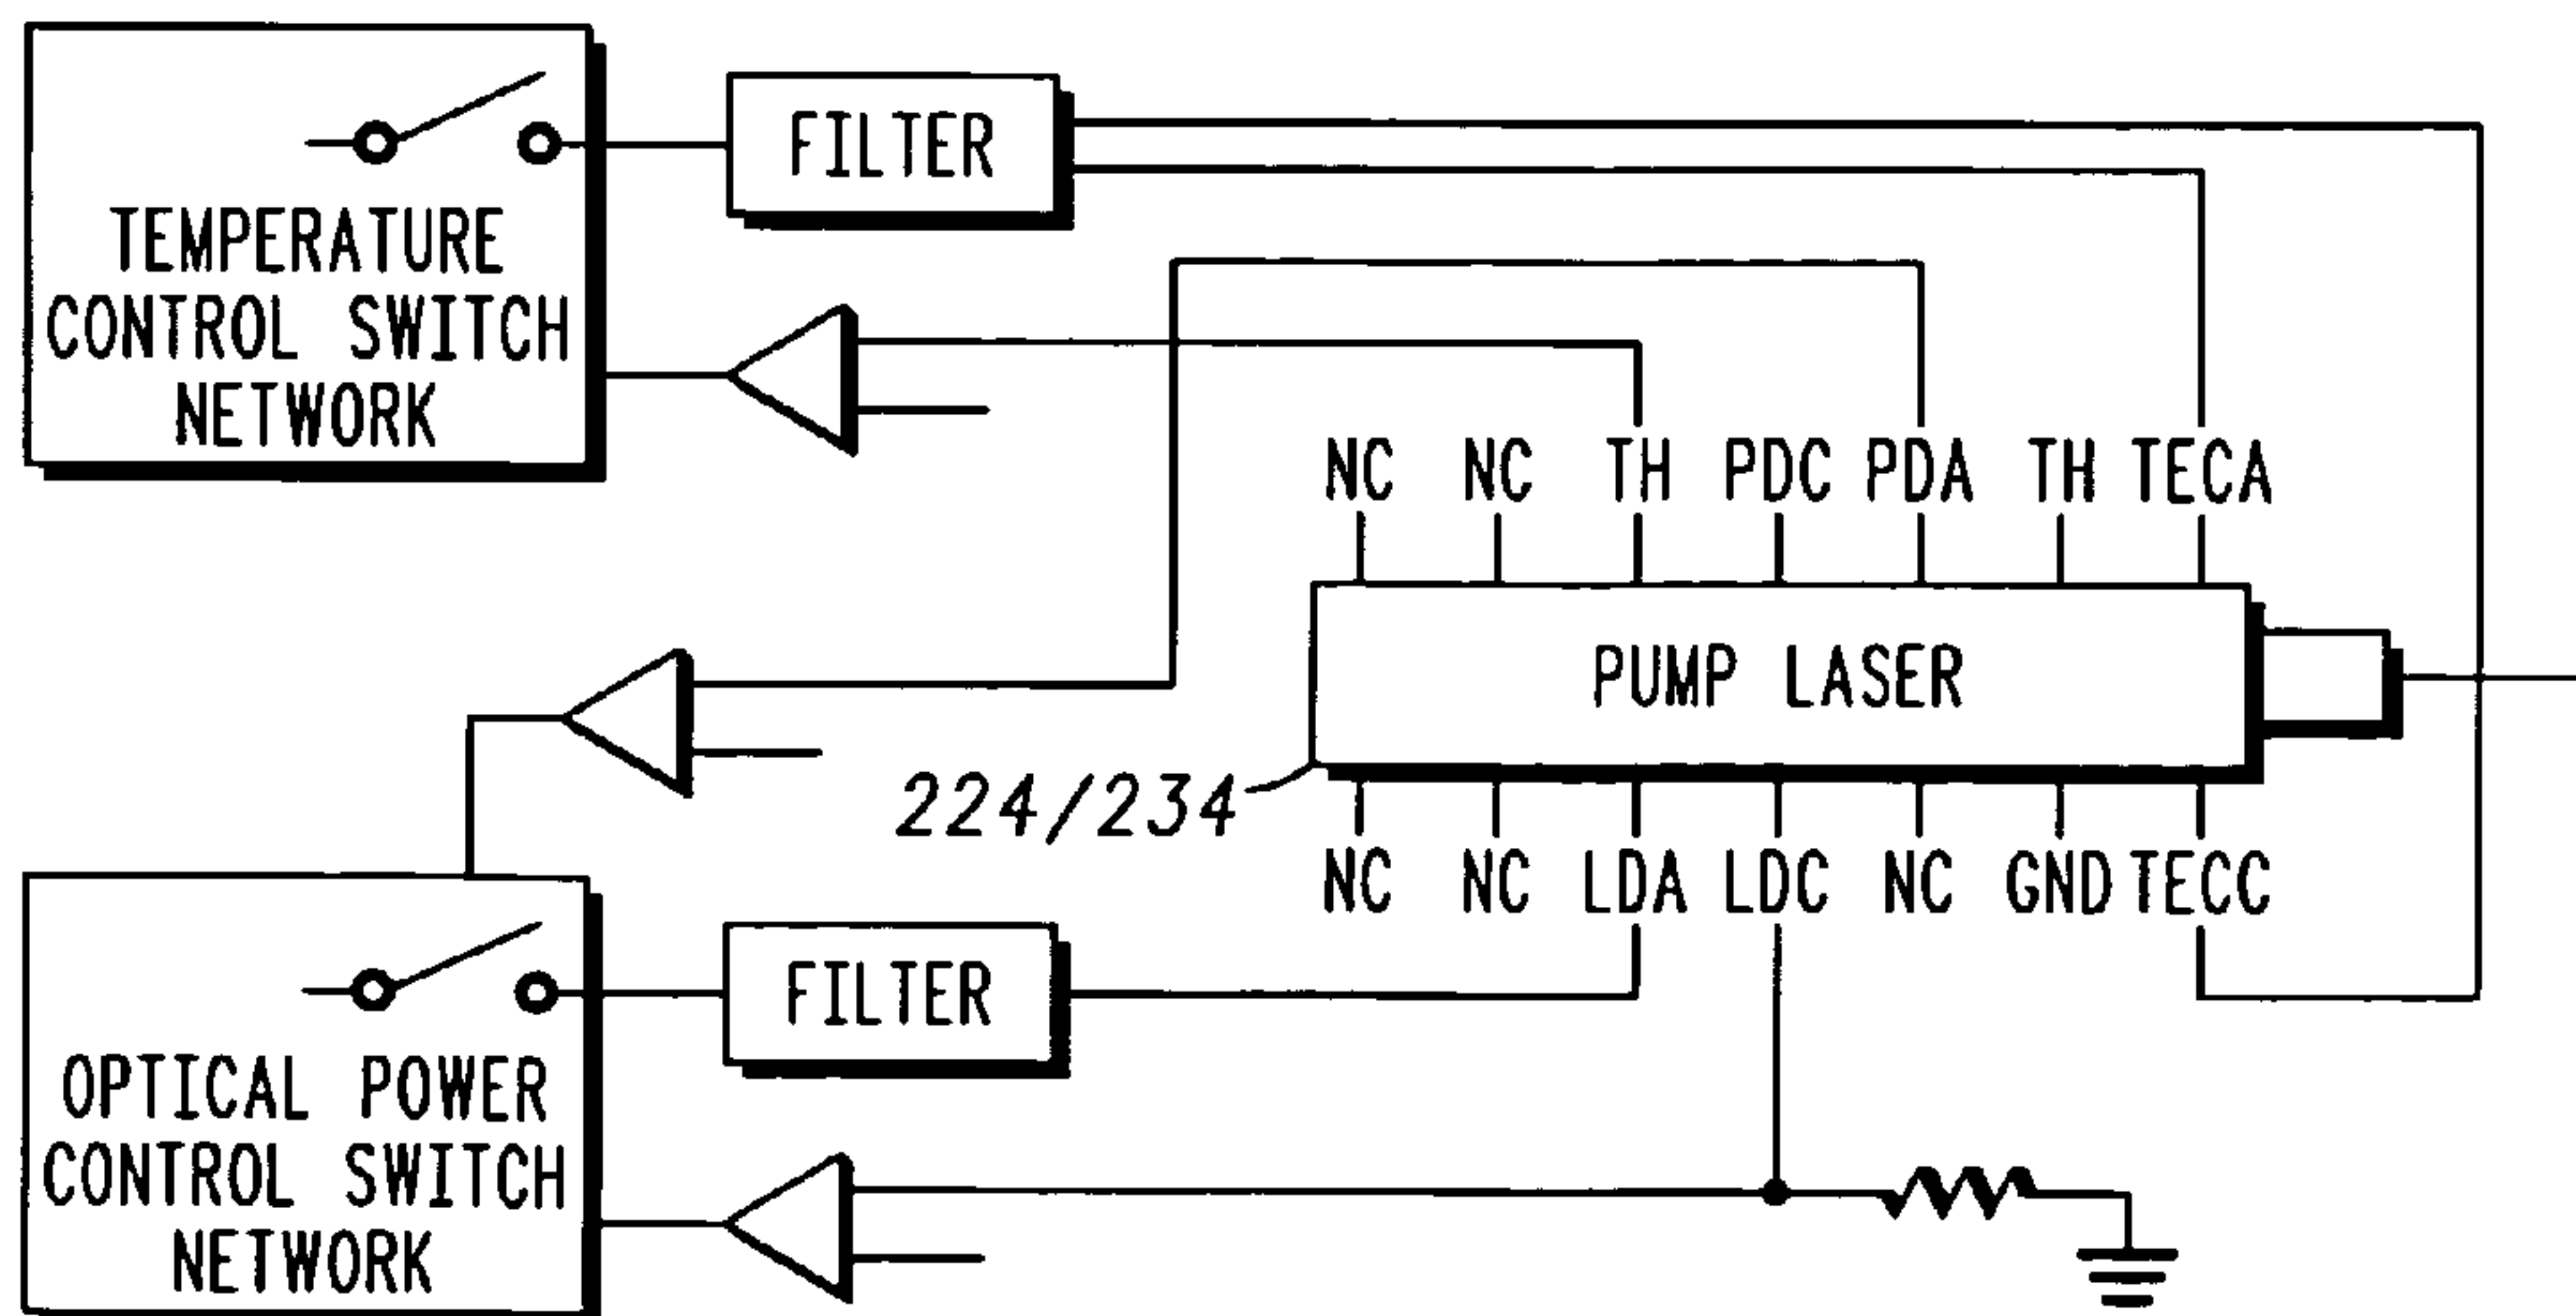 FILTER
TEMPERATURE
CONTROL SWITCH
NETWORK
NC NC TH PDC PDA TH TECA
PUMP LASER
224/234
NC NC LDA LDC NC GND TECC
FILTER
OPTICAL POWER
CONTROL SWITCH
NETWORK